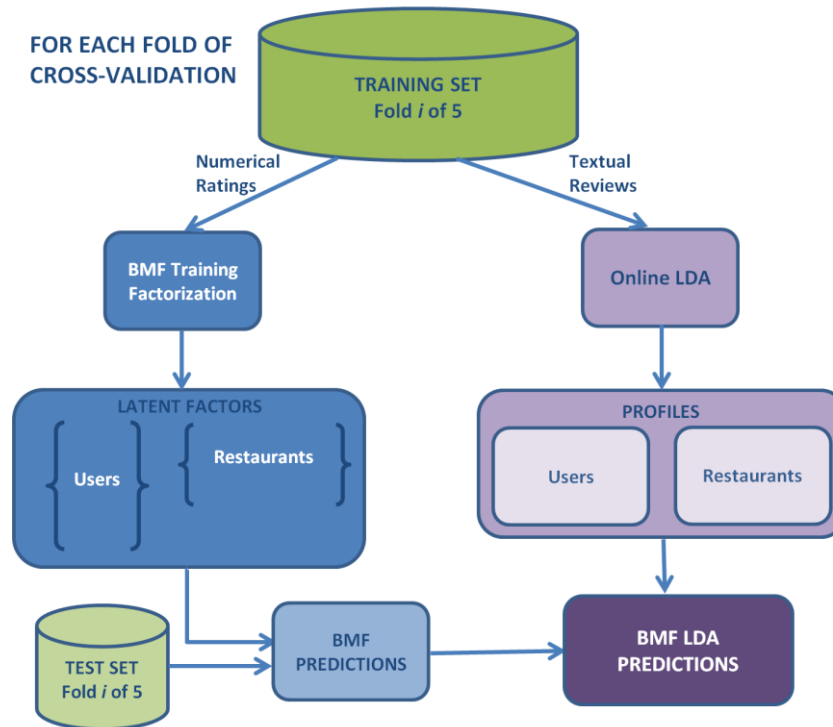 FOR EACH FOLD OF
CROSS-VALIDATION
TRAINING SET
Fold i of 5
Numerical
Ratings
Textual
Reviews
BMF Training
Factorization
Online LDA
LATENT FACTORS
Users
Restaurants
PROFILES
Users
Restaurants
TEST SET
Fold i of 5
BMF
PREDICTIONS
BMF LDA
PREDICTIONS